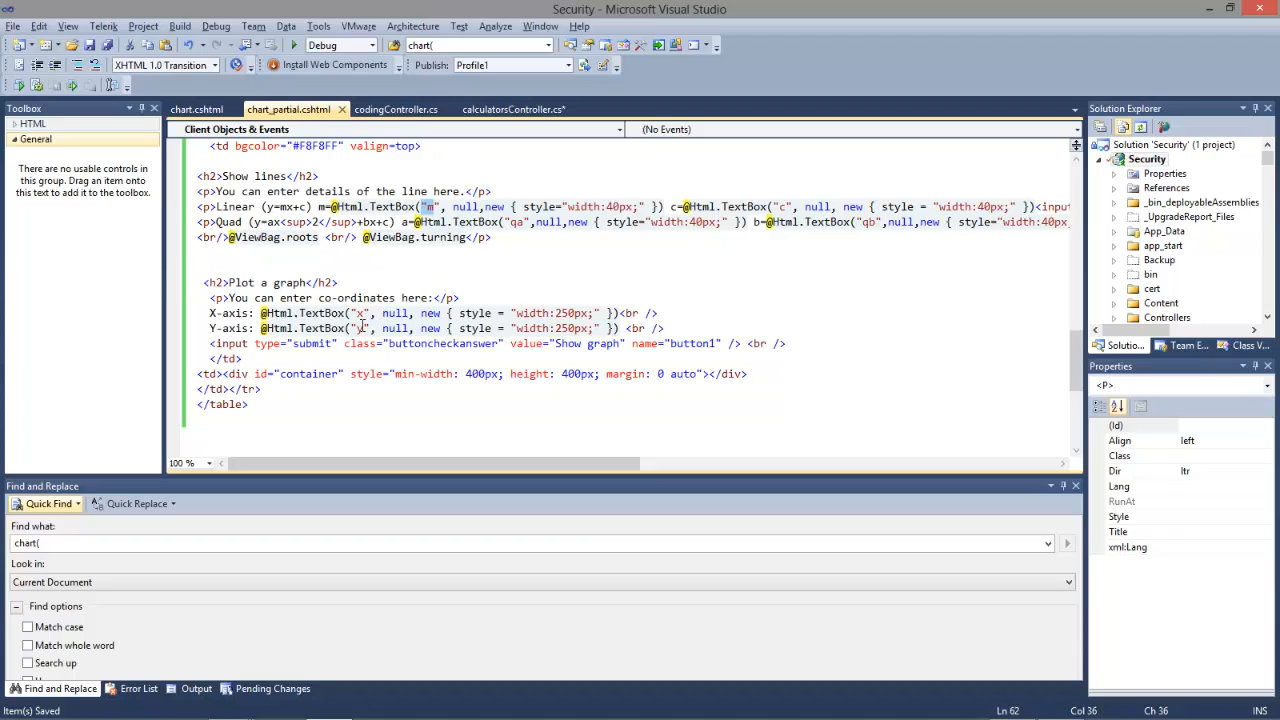 Security - Microsoft Visual Studio
File Edit View Telerik Project Build Debug Team Data Tools VMware Architecture Test Analyze Window Help
Debug chart(
XHTML 1.0 Transition Install Web Components Publish: Profile1
Toolbox
HTML
General
There are no usable controls in this group. Drag an item onto this text to add it to the toolbox.
chart.cshtml chart_partial.cshtml codingController.cs calculatorsController.cs*
Client Objects & Events (No Events)
<td bgcolor="#F8F8FF" valign=top>
<h2>Show lines</h2>
<p>You can enter details of the line here.</p>
<p>Linear (y=mx+c) m=@Html.TextBox("m", null,new { style="width:40px;" }) c=@Html.TextBox("c", null, new { style = "width:40px;" })<input
<p>Quad (y=ax<sup>2</sup>+bx+c) a=@Html.TextBox("qa",null,new { style="width:40px;" }) b=@Html.TextBox("qb",null,new { style="width:40px
<br/>@ViewBag.roots <br/> @ViewBag.turning</p>
<h2>Plot a graph</h2>
<p>You can enter co-ordinates here:</p>
X-axis: @Html.TextBox("x", null, new { style = "width:250px;" })<br />
Y-axis: @Html.TextBox("y", null, new { style = "width:250px;" }) <br />
<input type="submit" class="buttoncheckanswer" value="Show graph" name="button1" /> <br />
</td>
<td><div id="container" style="min-width: 400px; height: 400px; margin: 0 auto"></div>
</td></tr>
</table>
100 %
Solution Explorer
Solution 'Security' (1 project)
Security
Properties
References
_bin_deployableAssemblies
_UpgradeReport_Files
App_Data
app_start
Backup
bin
cert
Content
Controllers
Solutio... Team E... Class V...
Properties
<P>
(Id)
Align left
Class
Dir ltr
Lang
RunAt
Style
Title
xml:Lang
Find and Replace
Quick Find Quick Replace
Find what:
chart(
Look in:
Current Document
Find options
Match case
Match whole word
Search up
Find and Replace Error List Output Pending Changes
Item(s) Saved Ln 62 Col 36 Ch 36 INS